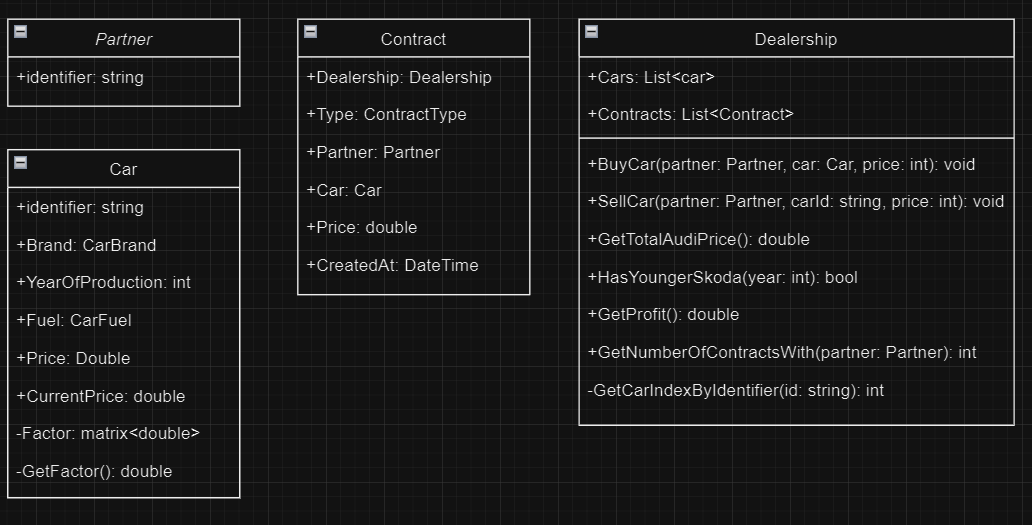 Partner
+identifier: string
Car
+identifier: string
+Brand: CarBrand
+YearOfProduction: int
+Fuel: CarFuel
+Price: Double
+CurrentPrice: double
-Factor: matrix<double>
-GetFactor(): double
Contract
+Dealership: Dealership
+Type: ContractType
+Partner: Partner
+Car: Car
+Price: double
+CreatedAt: DateTime
Dealership
+Cars: List<car>
+Contracts: List<Contract>
+BuyCar(partner: Partner, car: Car, price: int): void
+SellCar(partner: Partner, carId: string, price: int): void
+GetTotalAudiPrice(): double
+HasYoungerSkoda(year: int): bool
+GetProfit(): double
+GetNumberOfContractsWith(partner: Partner): int
-GetCarIndexByIdentifier(id: string): int